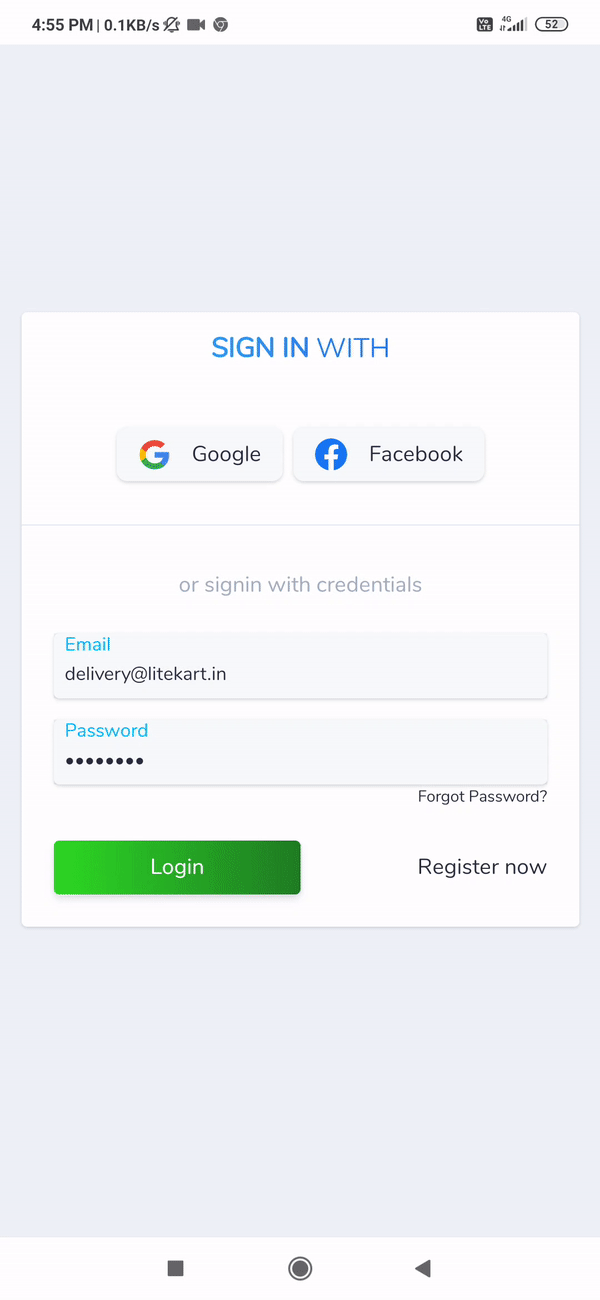 4:55 PM | 0.1KB/s Vo LTE 4G 52
SIGN IN WITH
Google Facebook
or signin with credentials
Email
delivery@litekart.in
Password
••••••••
Forgot Password?
Login Register now